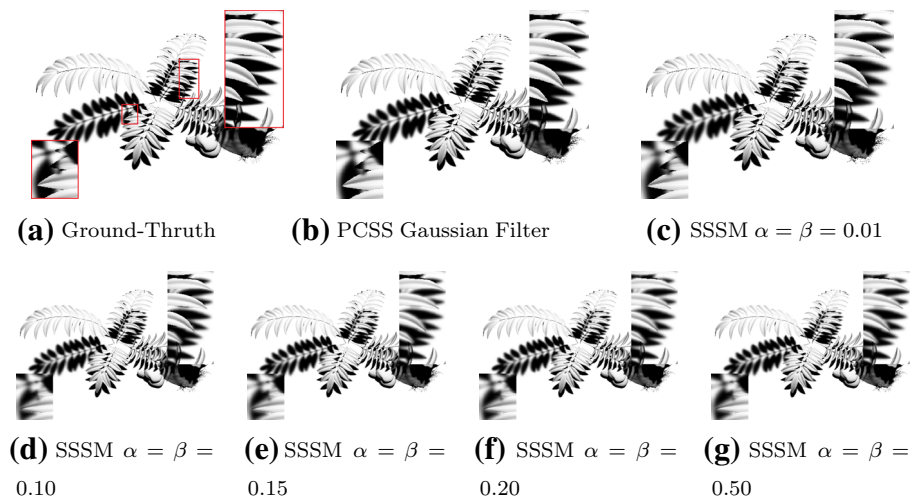 (a) Ground-Thruth
(b) PCSS Gaussian Filter
(c) SSSM α = β = 0.01
(d) SSSM α = β =
0.10
(e) SSSM α = β =
0.15
(f) SSSM α = β =
0.20
(g) SSSM α = β =
0.50